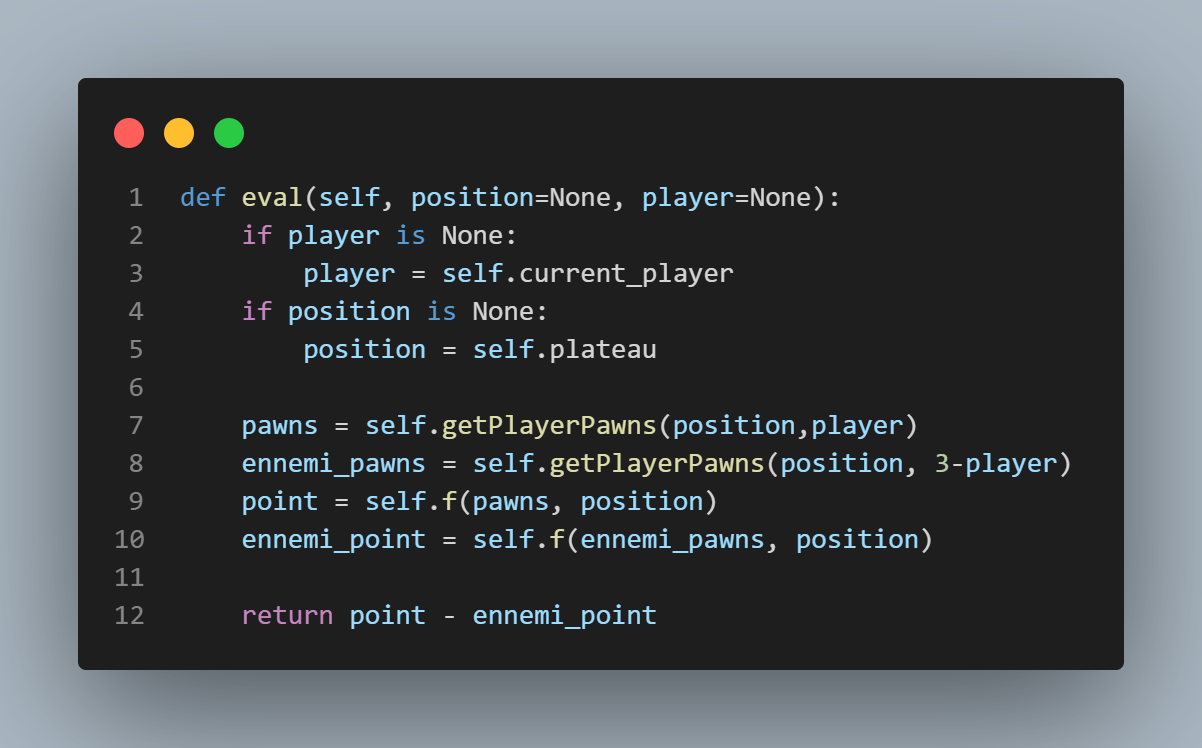 1 def eval(self, position=None, player=None):
2     if player is None:
3         player = self.current_player
4     if position is None:
5         position = self.plateau
6
7     pawns = self.getPlayerPawns(position,player)
8     ennemi_pawns = self.getPlayerPawns(position, 3-player)
9     point = self.f(pawns, position)
10     ennemi_point = self.f(ennemi_pawns, position)
11
12     return point - ennemi_point